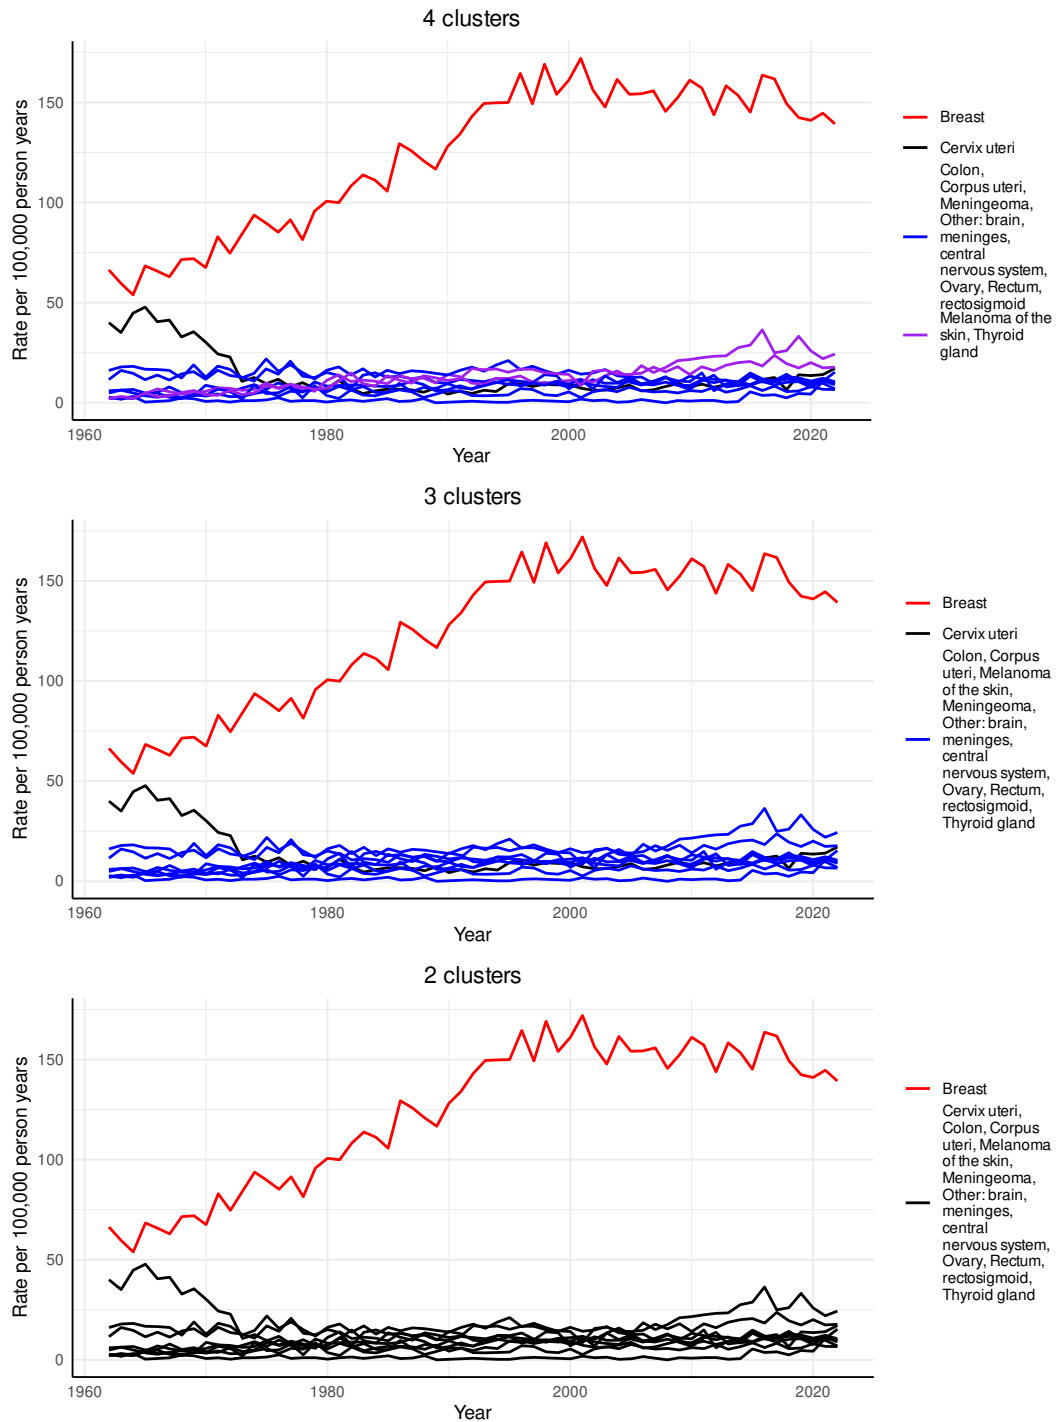 4 clusters
Rate per 100,000 person years
150
100
50
0
1960
1980
2000
2020
Year
Breast
Cervix uteri
Colon,
Corpus uteri,
Meningeoma,
Other: brain,
meninges,
central
nervous system,
Ovary, Rectum,
rectosigmoid
Melanoma of the
skin, Thyroid
gland
3 clusters
Rate per 100,000 person years
150
100
50
0
1960
1980
2000
2020
Year
Breast
Cervix uteri
Colon, Corpus
uteri, Melanoma
of the skin,
Meningeoma,
Other: brain,
meninges,
central
nervous system,
Ovary, Rectum,
rectosigmoid,
Thyroid gland
2 clusters
Rate per 100,000 person years
150
100
50
0
1960
1980
2000
2020
Year
Breast
Cervix uteri,
Colon, Corpus
uteri, Melanoma
of the skin,
Meningeoma,
Other: brain,
meninges,
central
nervous system,
Ovary, Rectum,
rectosigmoid,
Thyroid gland